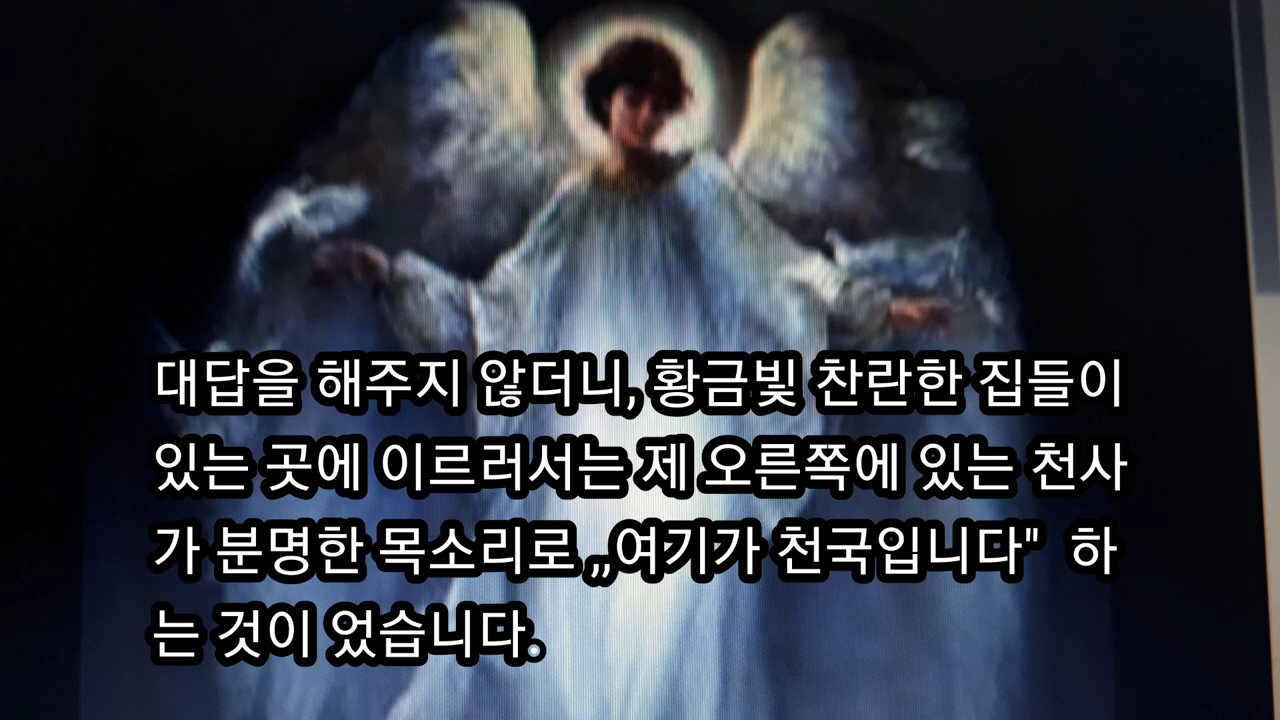 대답을 해주지 않더니, 황금빛 찬란한 집들이
있는 곳에 이르러서는 제 오른쪽에 있는 천사
가 분명한 목소리로 „여기가 천국입니다" 하
는 것이 었습니다.